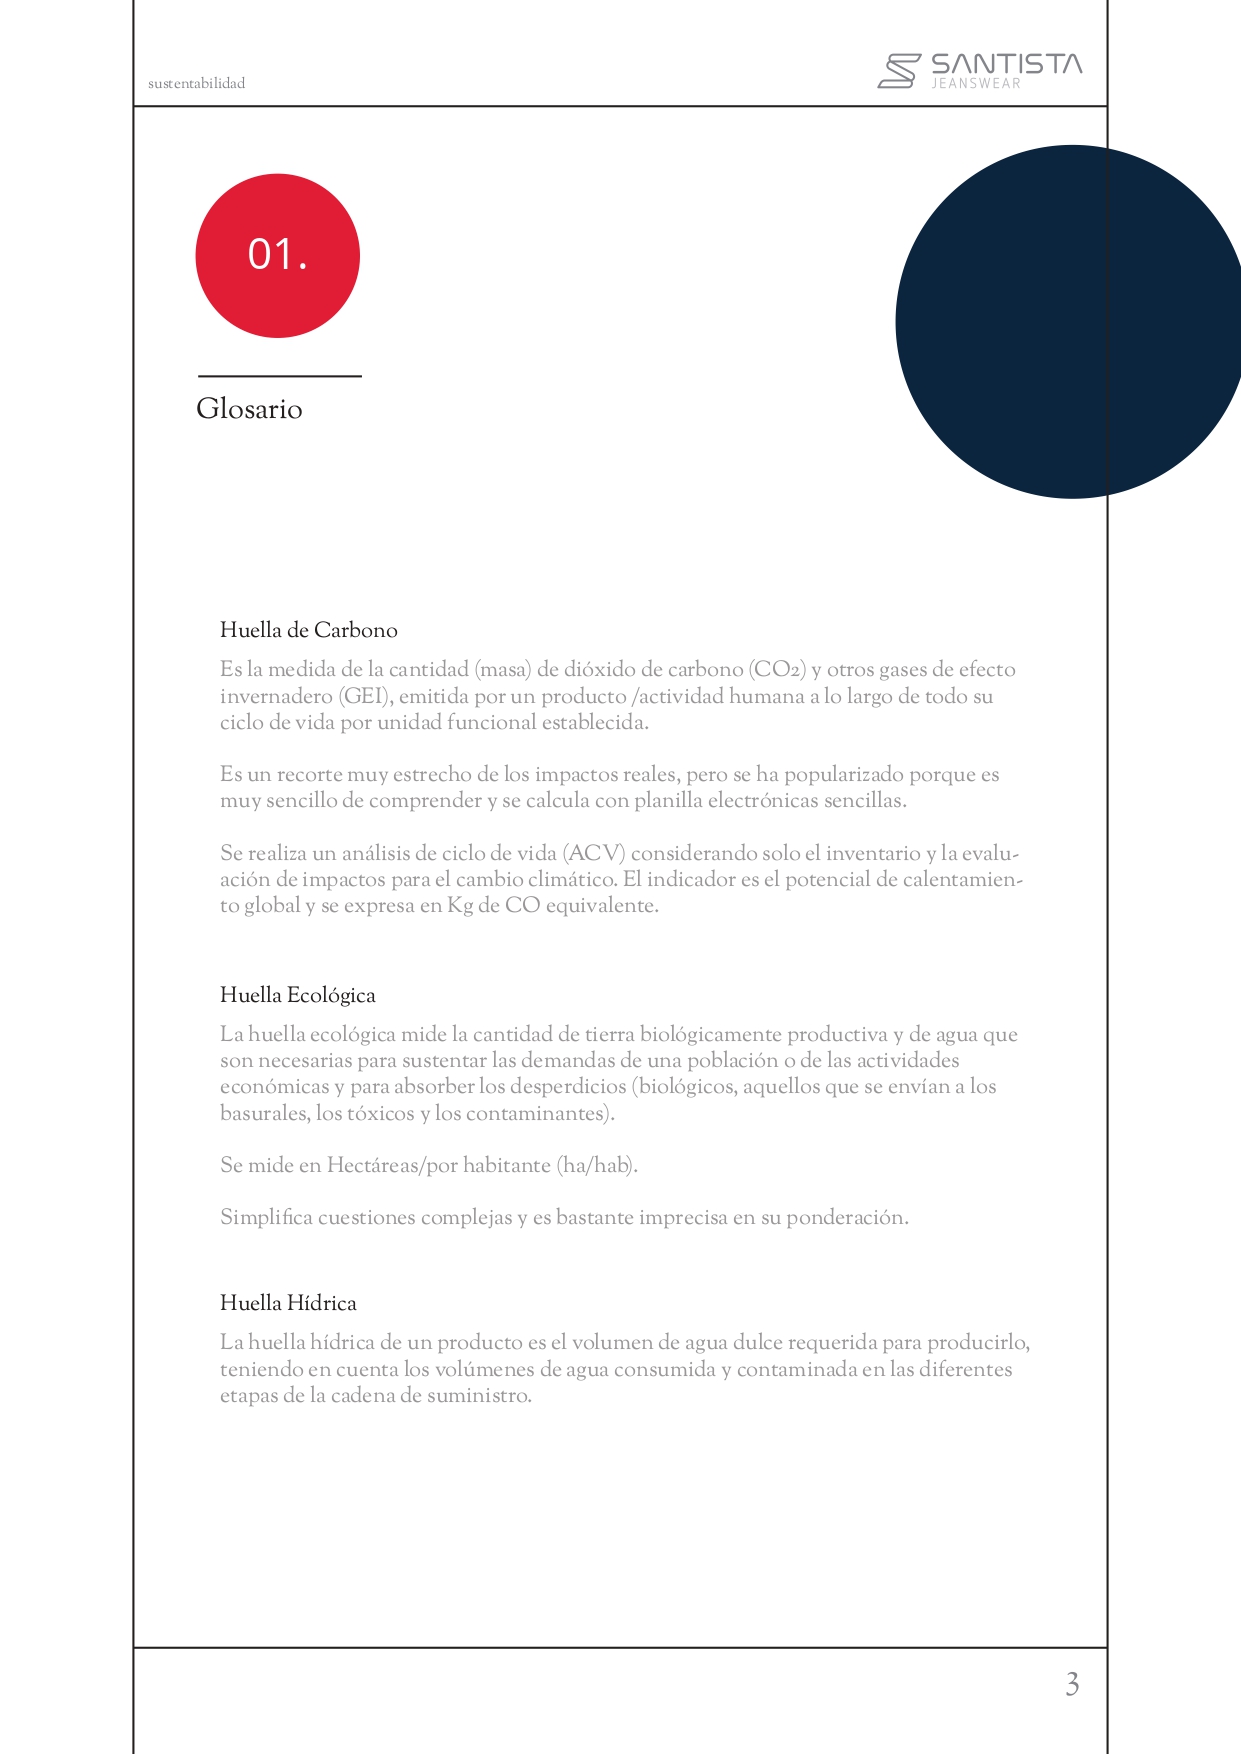 sustentabilidad
SANTISTA
JEANSWEAR
01.
Glosario
Huella de Carbono
Es la medida de la cantidad (masa) de dióxido de carbono (CO2) y otros gases de efecto
invernadero (GEI), emitida por un producto /actividad humana a lo largo de todo su
ciclo de vida por unidad funcional establecida.
Es un recorte muy estrecho de los impactos reales, pero se ha popularizado porque es
muy sencillo de comprender y se calcula con planilla electrónicas sencillas.
Se realiza un análisis de ciclo de vida (ACV) considerando solo el inventario y la evalu-
ación de impactos para el cambio climático. El indicador es el potencial de calentamien-
to global y se expresa en Kg de CO equivalente.
Huella Ecológica
La huella ecológica mide la cantidad de tierra biológicamente productiva y de agua que
son necesarias para sustentar las demandas de una población o de las actividades
económicas y para absorber los desperdicios (biológicos, aquellos que se envían a los
basurales, los tóxicos y los contaminantes).
Se mide en Hectáreas/por habitante (ha/hab).
Simplifica cuestiones complejas y es bastante imprecisa en su ponderación.
Huella Hídrica
La huella hídrica de un producto es el volumen de agua dulce requerida para producirlo,
teniendo en cuenta los volúmenes de agua consumida y contaminada en las diferentes
etapas de la cadena de suministro.
3